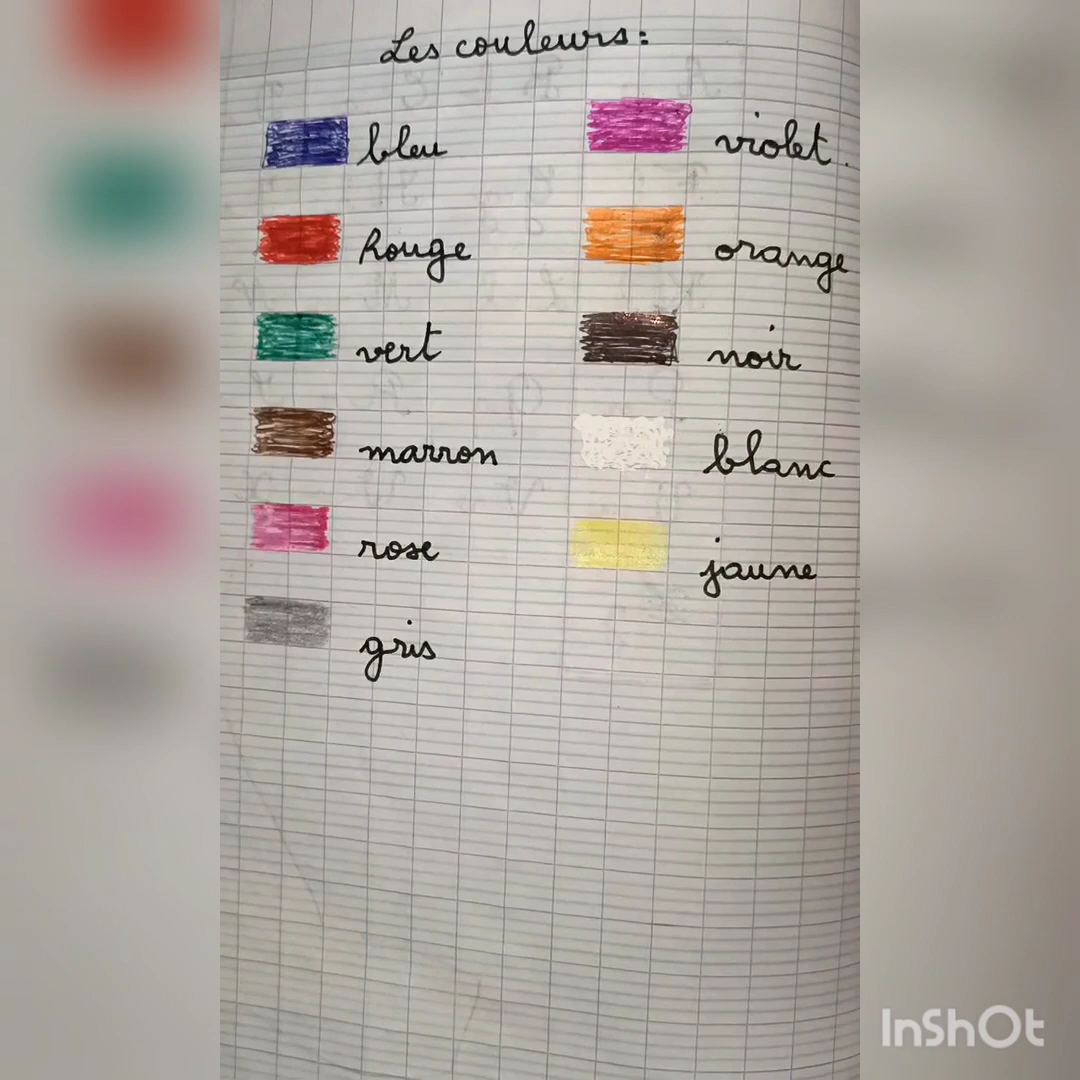 Les couleurs:
bleu
violet.
Rouge
orange
vert
noir
marron
blanc
rose
jaune
gris
InShOt